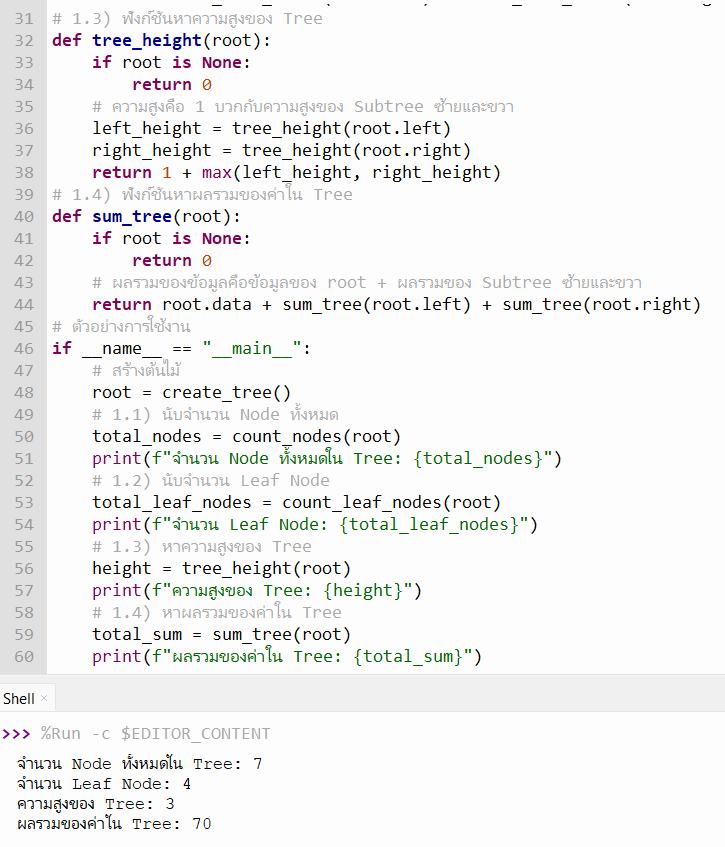 31 # 1.3) ฟังก์ชันหาความสูงของ Tree
32 def tree_height(root):
33     if root is None:
34         return 0
35     # ความสูงคือ 1 บวกกับความสูงของ Subtree ซ้ายและขวา
36     left_height = tree_height(root.left)
37     right_height = tree_height(root.right)
38     return 1 + max(left_height, right_height)
39 # 1.4) ฟังก์ชันหาผลรวมของค่าใน Tree
40 def sum_tree(root):
41     if root is None:
42         return 0
43     # ผลรวมของข้อมูลคือข้อมูลของ root + ผลรวมของ Subtree ซ้ายและขวา
44     return root.data + sum_tree(root.left) + sum_tree(root.right)
45 # ตัวอย่างการใช้งาน
46 if __name__ == "__main__":
47     # สร้างต้นไม้
48     root = create_tree()
49     # 1.1) นับจำนวน Node ทั้งหมด
50     total_nodes = count_nodes(root)
51     print(f"จำนวน Node ทั้งหมดใน Tree: {total_nodes}")
52     # 1.2) นับจำนวน Leaf Node
53     total_leaf_nodes = count_leaf_nodes(root)
54     print(f"จำนวน Leaf Node: {total_leaf_nodes}")
55     # 1.3) หาความสูงของ Tree
56     height = tree_height(root)
57     print(f"ความสูงของ Tree: {height}")
58     # 1.4) หาผลรวมของค่าใน Tree
59     total_sum = sum_tree(root)
60     print(f"ผลรวมของค่าใน Tree: {total_sum}")
Shell ×
>>> %Run -c $EDITOR_CONTENT
จำนวน Node ทั้งหมดใน Tree: 7
จำนวน Leaf Node: 4
ความสูงของ Tree: 3
ผลรวมของค่าใน Tree: 70